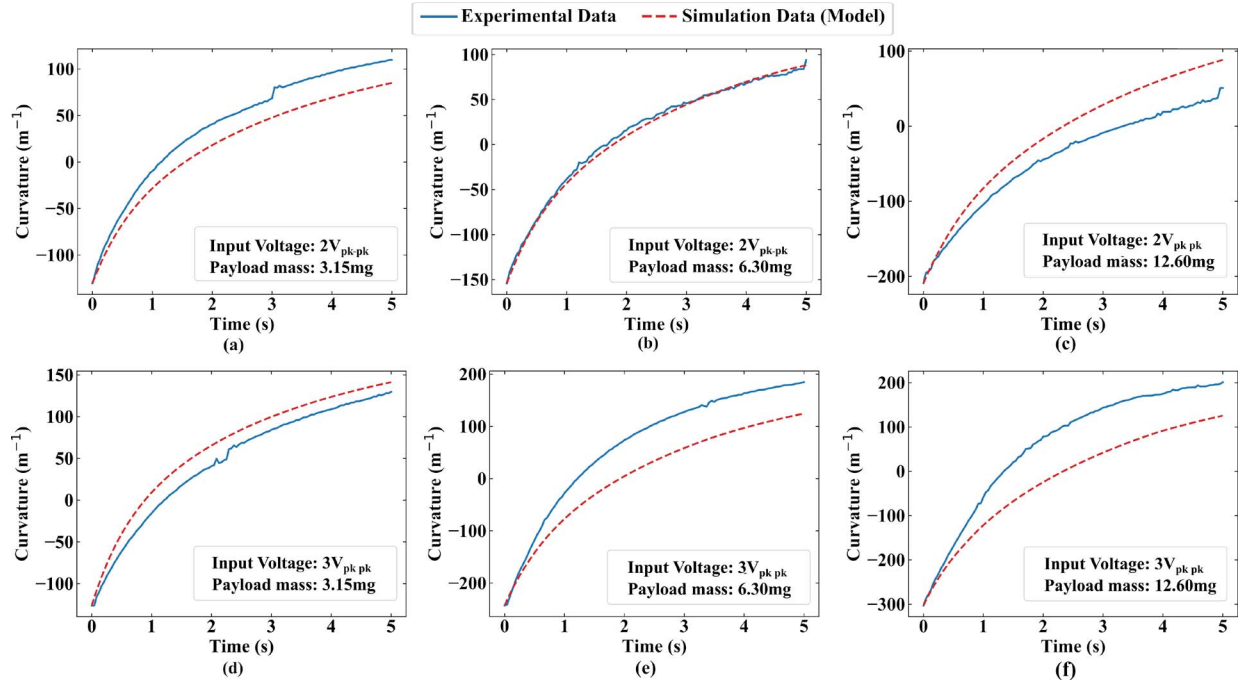 Experimental Data Simulation Data (Model)
Curvature (m⁻¹)
100
50
0
−50
−100
0 1 2 3 4 5
Input Voltage: 2Vpk-pk
Payload mass: 3.15mg
Time (s)
(a)
Curvature (m⁻¹)
100
50
0
−50
−100
−150
0 1 2 3 4 5
Input Voltage: 2Vpk-pk
Payload mass: 6.30mg
Time (s)
(b)
Curvature (m⁻¹)
100
0
−100
−200
0 1 2 3 4 5
Input Voltage: 2Vpk pk
Payload mass: 12.60mg
Time (s)
(c)
Curvature (m⁻¹)
150
100
50
0
−50
−100
0 1 2 3 4 5
Input Voltage: 3Vpk pk
Payload mass: 3.15mg
Time (s)
(d)
Curvature (m⁻¹)
200
100
0
−100
−200
0 1 2 3 4 5
Input Voltage: 3Vpk pk
Payload mass: 6.30mg
Time (s)
(e)
Curvature (m⁻¹)
200
100
0
−100
−200
−300
0 1 2 3 4 5
Input Voltage: 3Vpk pk
Payload mass: 12.60mg
Time (s)
(f)